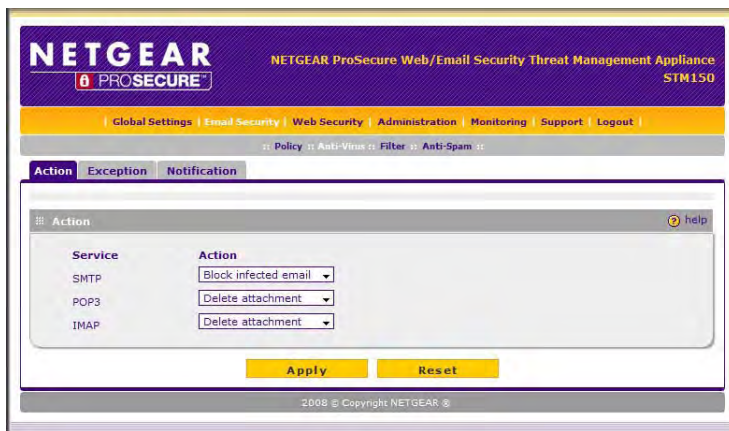 NETGEAR
PROSECURE™
NETGEAR ProSecure Web/Email Security Threat Management Appliance
STM150
| Global Settings | Email Security | Web Security | Administration | Monitoring | Support | Logout |
:: Policy :: Anti-Virus :: Filter :: Anti-Spam ::
Action Exception Notification
Action ? help
Service Action
SMTP Block infected email
POP3 Delete attachment
IMAP Delete attachment
Apply Reset
2008 © Copyright NETGEAR ®